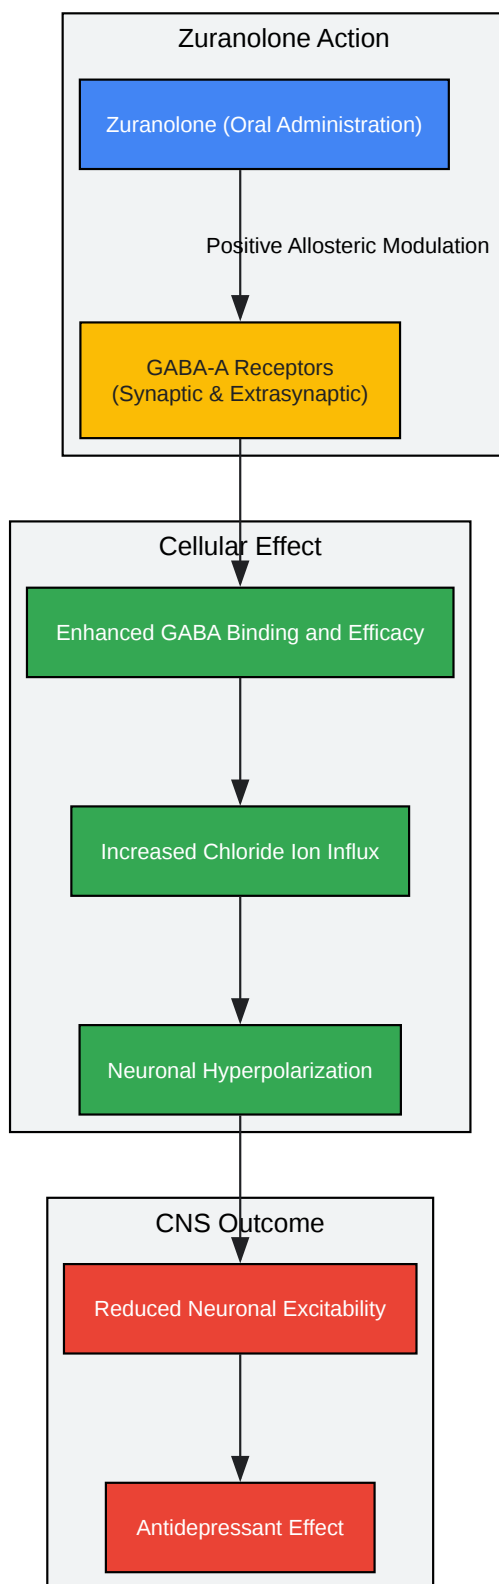 Zuranolone Action
Zuranolone (Oral Administration)
Positive Allosteric Modulation
GABA-A Receptors
(Synaptic & Extrasynaptic)
Cellular Effect
Enhanced GABA Binding and Efficacy
Increased Chloride Ion Influx
Neuronal Hyperpolarization
CNS Outcome
Reduced Neuronal Excitability
Antidepressant Effect